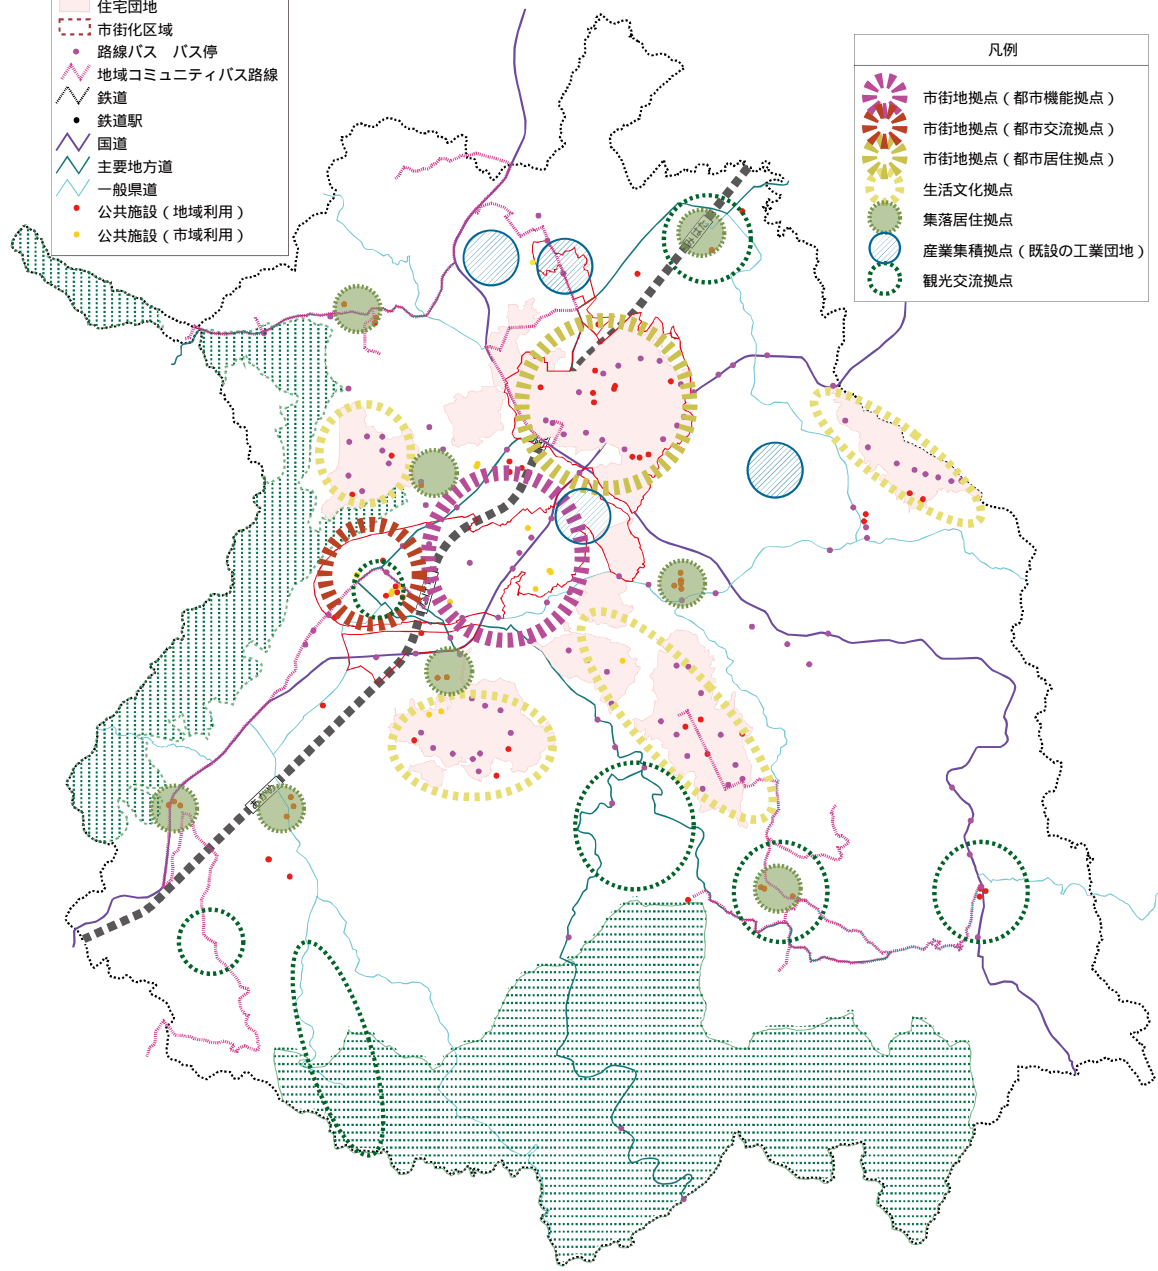 住宅団地
市街化区域
路線バス　バス停
地域コミュニティバス路線
鉄道
鉄道駅
国道
主要地方道
一般県道
公共施設（地域利用）
公共施設（市域利用）
凡例
市街地拠点（都市機能拠点）
市街地拠点（都市交流拠点）
市街地拠点（都市居住拠点）
生活文化拠点
集落居住拠点
産業集積拠点（既設の工業団地）
観光交流拠点